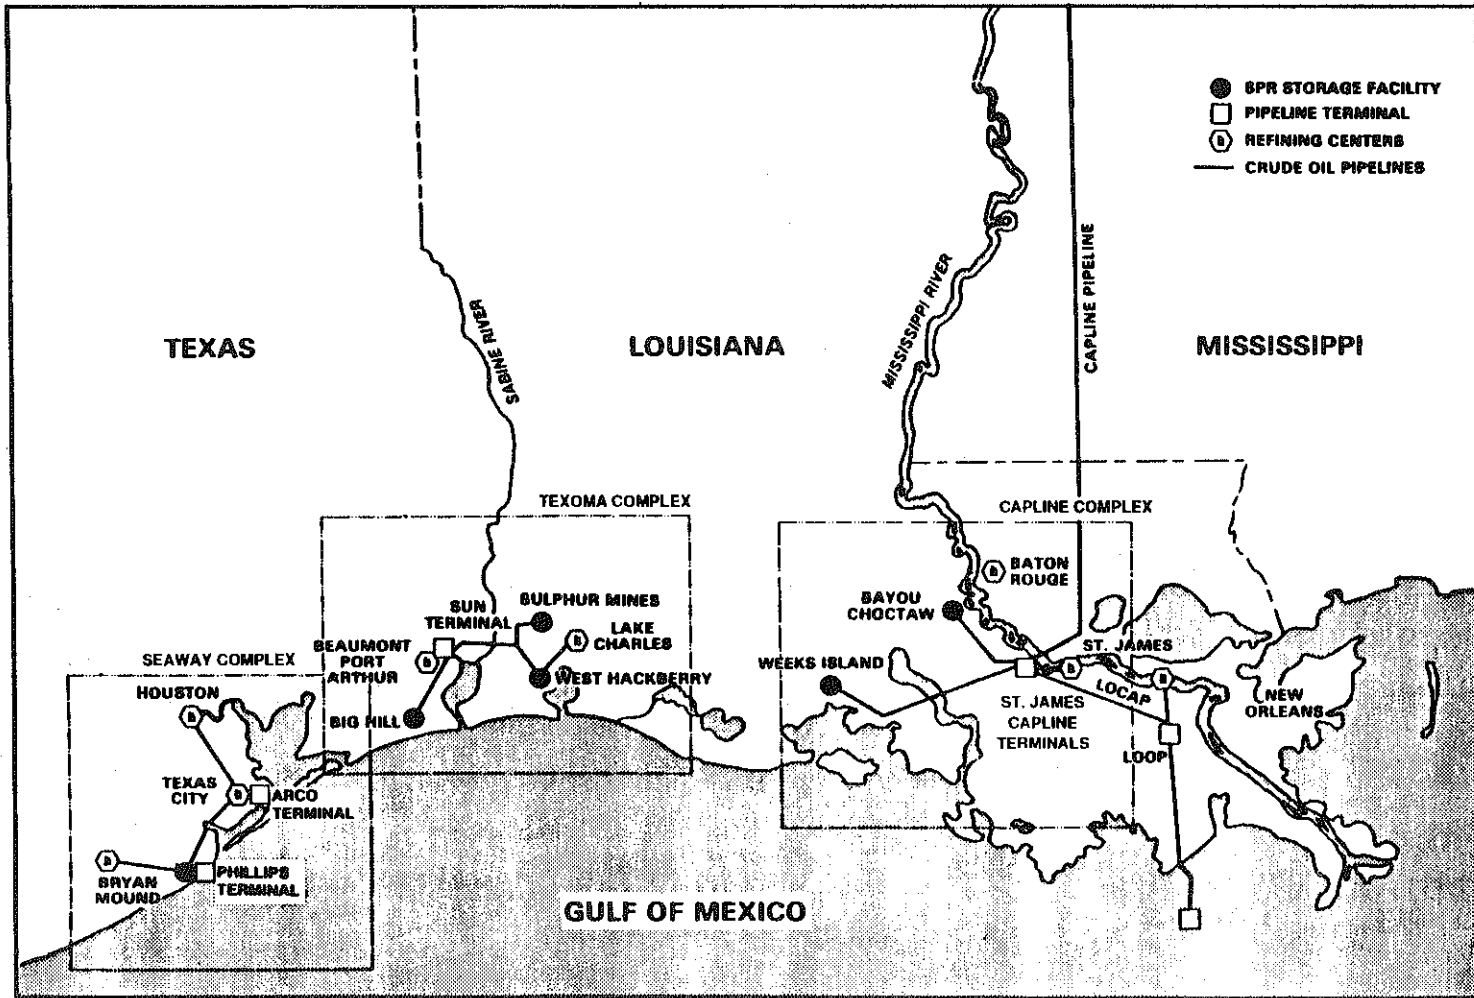 SPR STORAGE FACILITY
PIPELINE TERMINAL
REFINING CENTERS
CRUDE OIL PIPELINES
MISSISSIPPI RIVER
CAPLINE PIPELINE
SABINE RIVER
TEXAS
LOUISIANA
MISSISSIPPI
TEXOMA COMPLEX
CAPLINE COMPLEX
BATON
ROUGE
BAYOU
CHOCTAW
SULPHUR MINES
SUN
TERMINAL
LAKE
CHARLES
BEAUMONT
PORT
ARTHUR
WEST HACKBERRY
BIG HILL
SEAWAY COMPLEX
HOUSTON
WEEKS ISLAND
ST. JAMES
LOCAP
ST. JAMES
CAPLINE
TERMINALS
NEW
ORLEANS
LOOP
TEXAS
CITY
ARCO
TERMINAL
BRYAN
MOUND
PHILLIPS
TERMINAL
GULF OF MEXICO